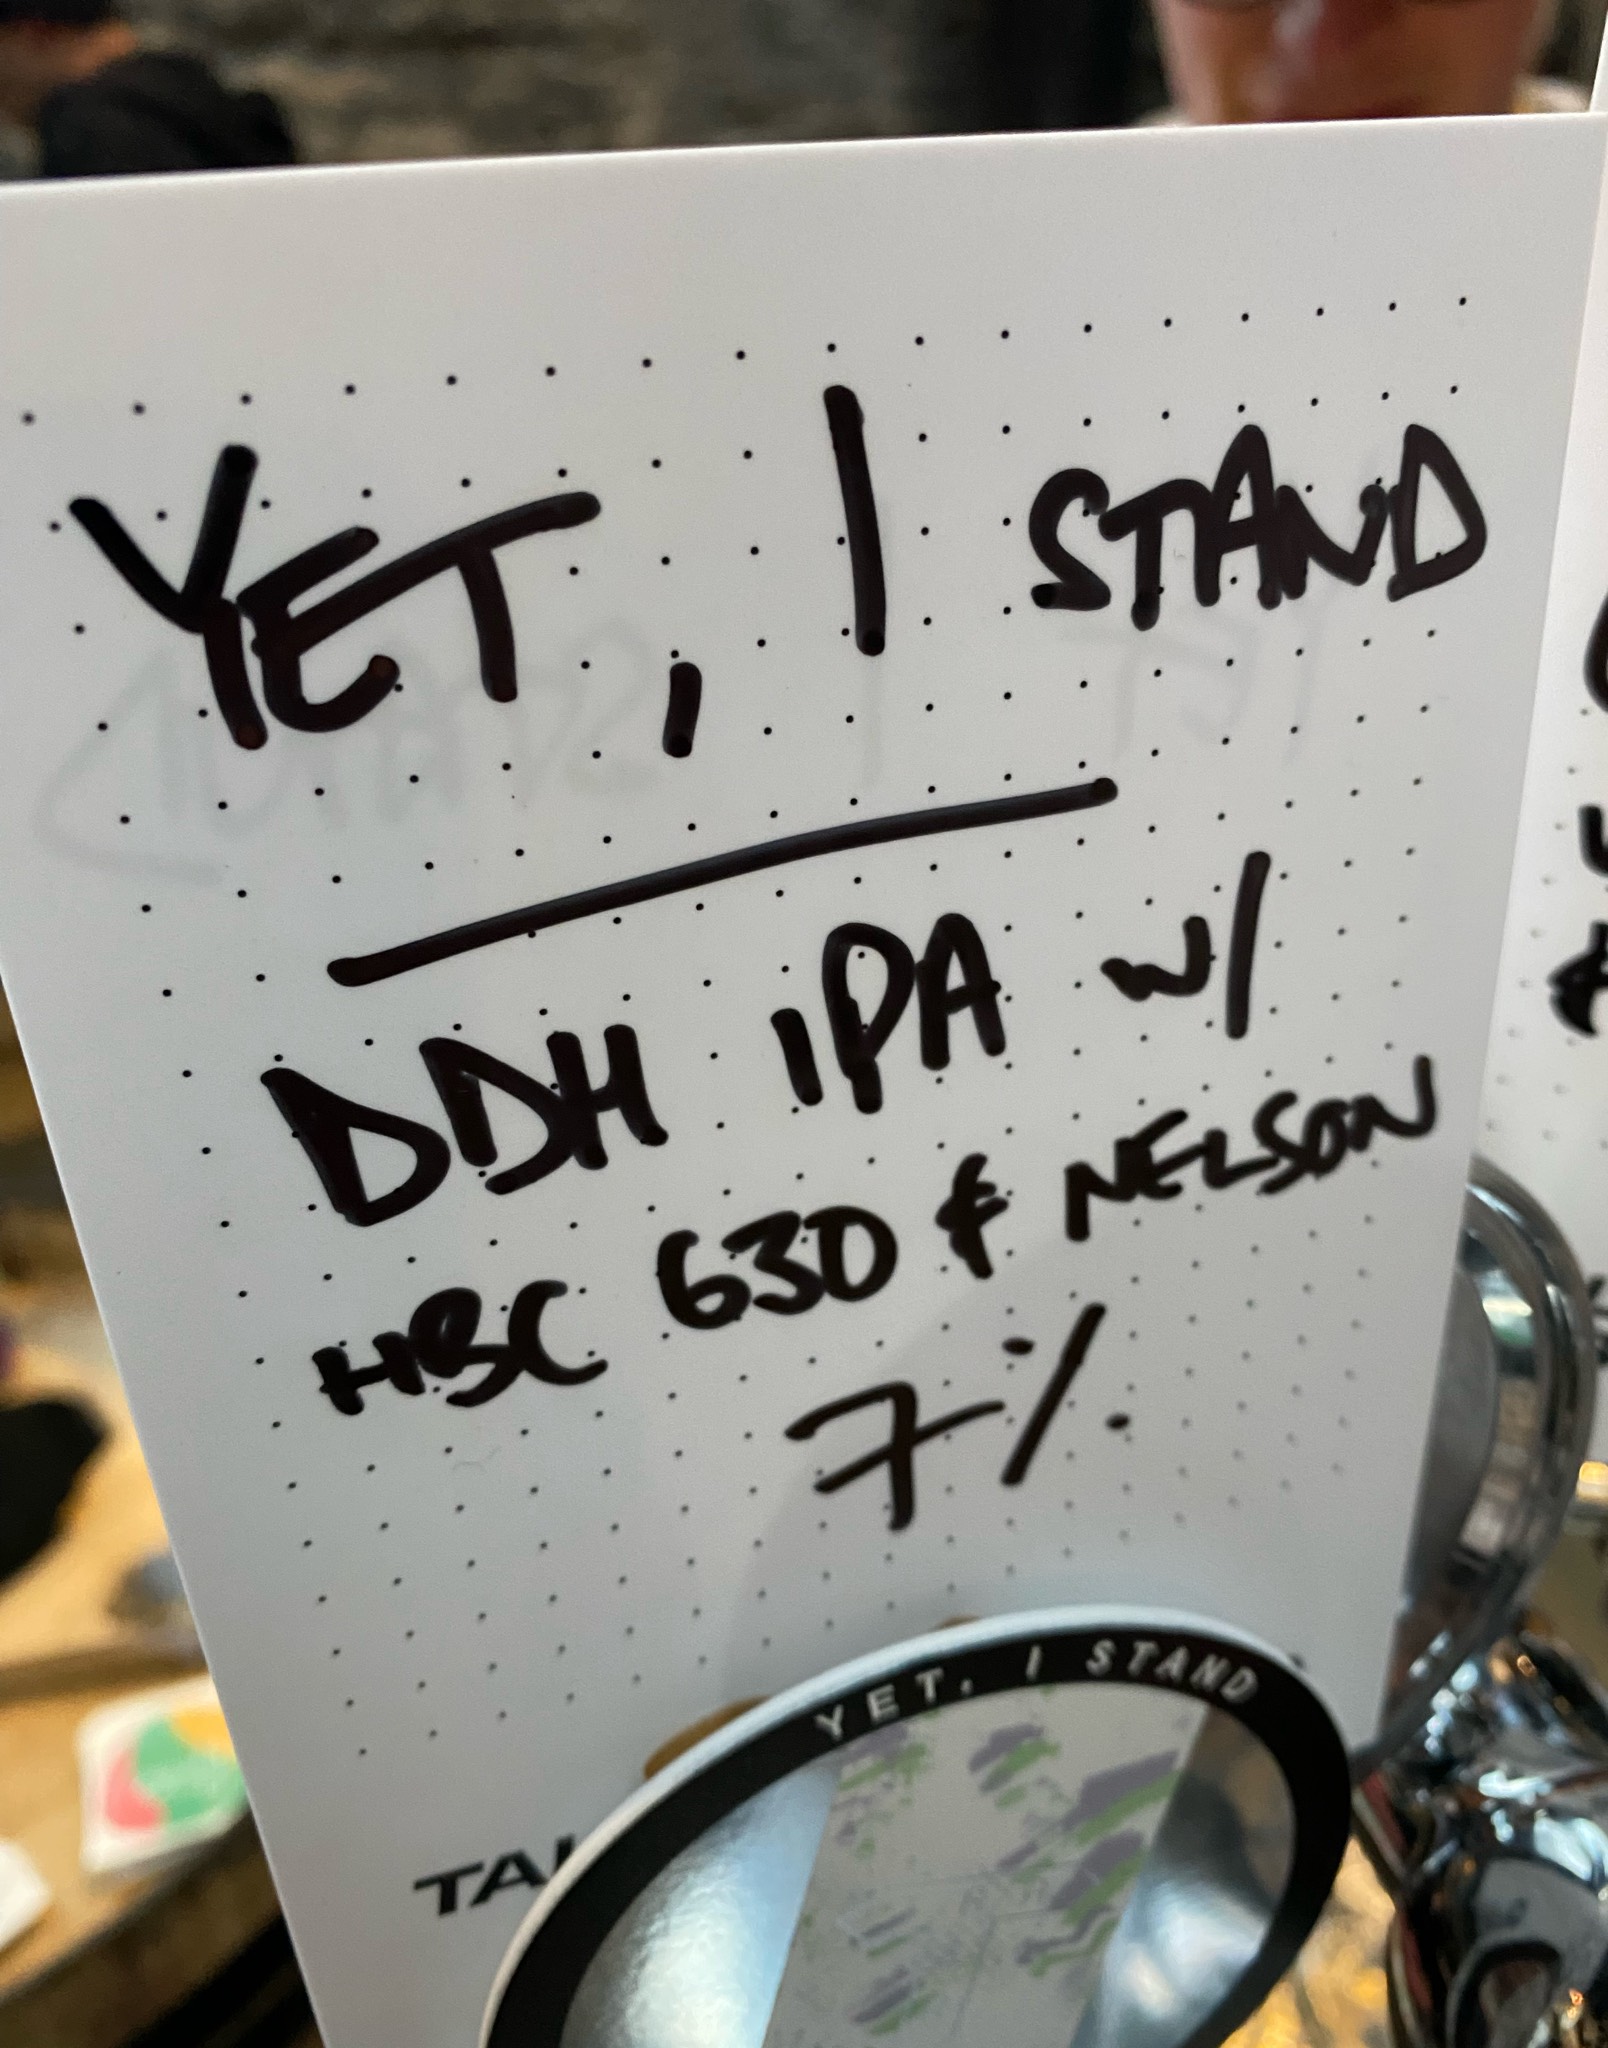 YET, I STAND
DDH IPA w/
HBC 630 & NELSON
7%
YET, I STAND